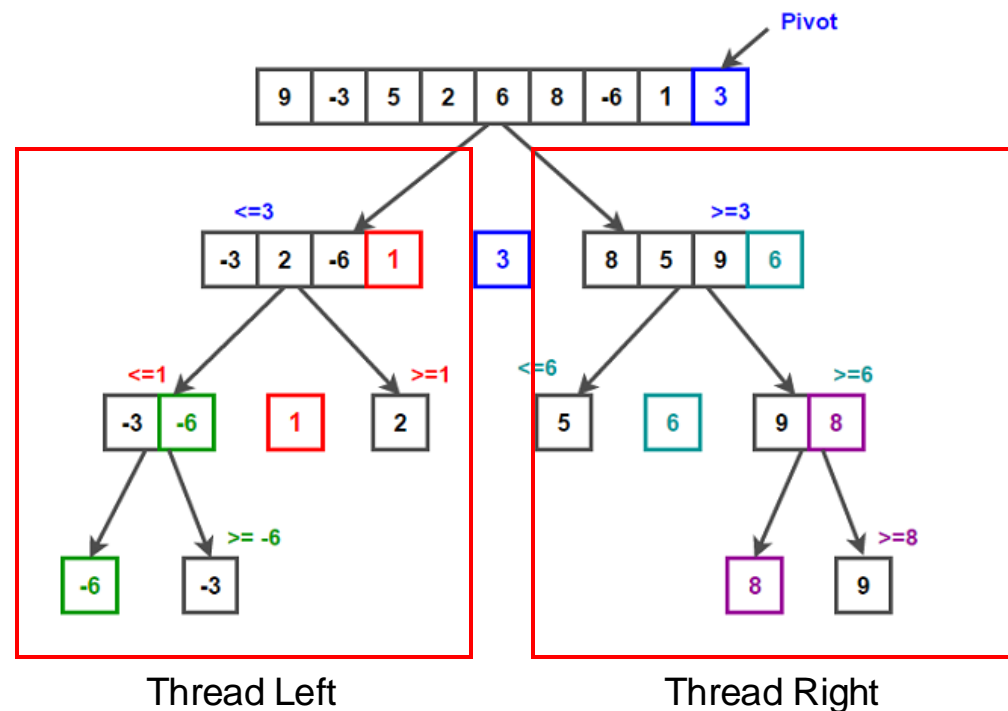 Pivot
9 -3 5 2 6 8 -6 1 3
<=3 >=3
-3 2 -6 1 3 8 5 9 6
<=1 >=1 <=6 >=6
-3 -6 1 2 5 6 9 8
>= -6 >=8
-6 -3 8 9
Thread Left Thread Right